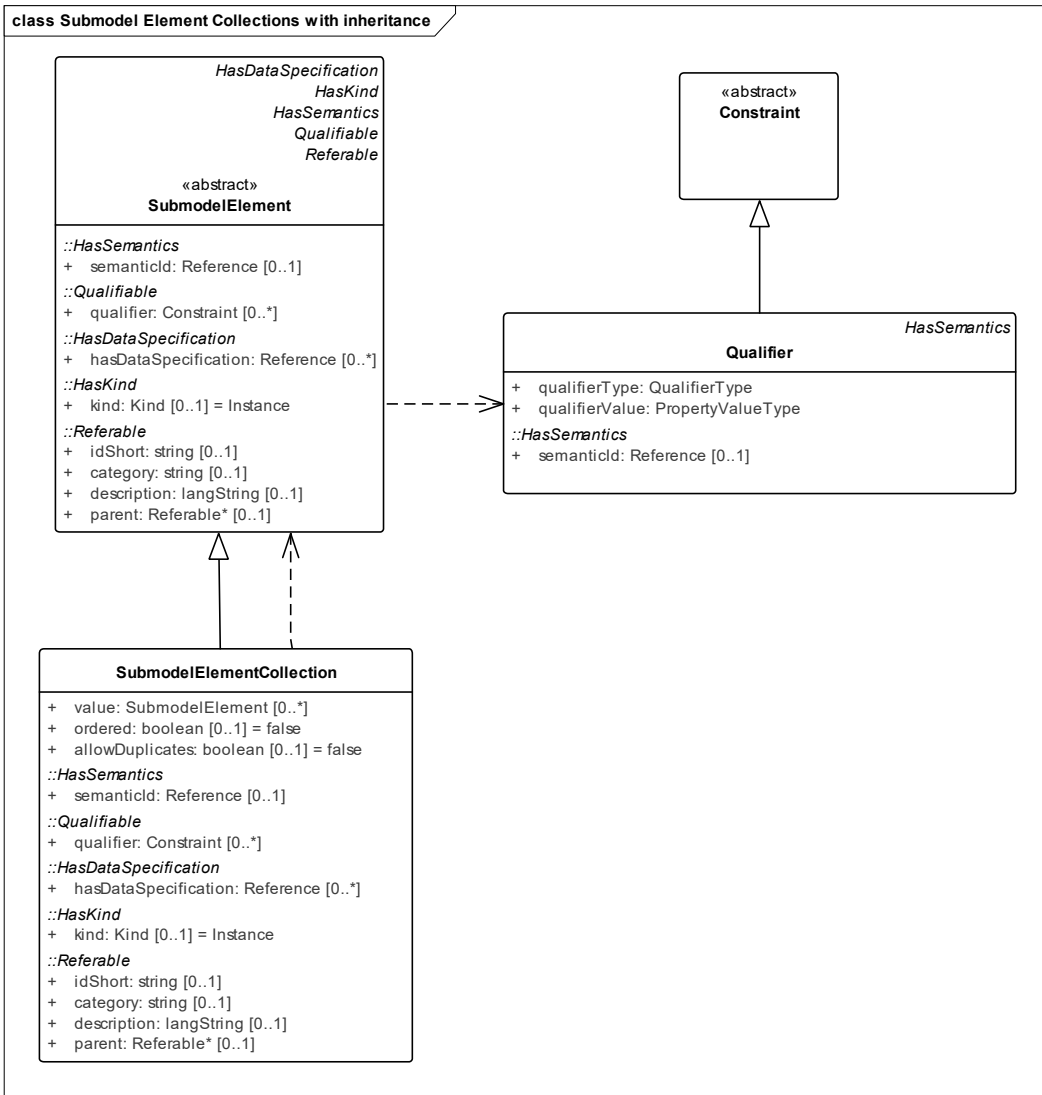 class Submodel Element Collections with inheritance
HasDataSpecification
HasKind
HasSemantics
Qualifiable
Referable
«abstract»
SubmodelElement
::HasSemantics
+ semanticId: Reference [0..1]
::Qualifiable
+ qualifier: Constraint [0..*]
::HasDataSpecification
+ hasDataSpecification: Reference [0..*]
::HasKind
+ kind: Kind [0..1] = Instance
::Referable
+ idShort: string [0..1]
+ category: string [0..1]
+ description: langString [0..1]
+ parent: Referable* [0..1]
«abstract»
Constraint
HasSemantics
Qualifier
+ qualifierType: QualifierType
+ qualifierValue: PropertyValueType
::HasSemantics
+ semanticId: Reference [0..1]
SubmodelElementCollection
+ value: SubmodelElement [0..*]
+ ordered: boolean [0..1] = false
+ allowDuplicates: boolean [0..1] = false
::HasSemantics
+ semanticId: Reference [0..1]
::Qualifiable
+ qualifier: Constraint [0..*]
::HasDataSpecification
+ hasDataSpecification: Reference [0..*]
::HasKind
+ kind: Kind [0..1] = Instance
::Referable
+ idShort: string [0..1]
+ category: string [0..1]
+ description: langString [0..1]
+ parent: Referable* [0..1]